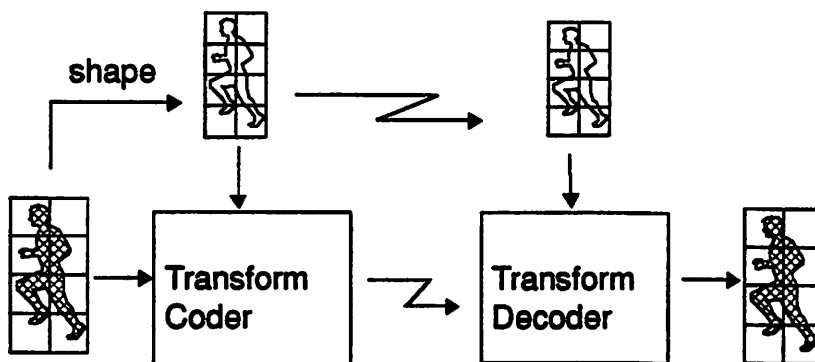 shape
Transform
Coder
Transform
Decoder